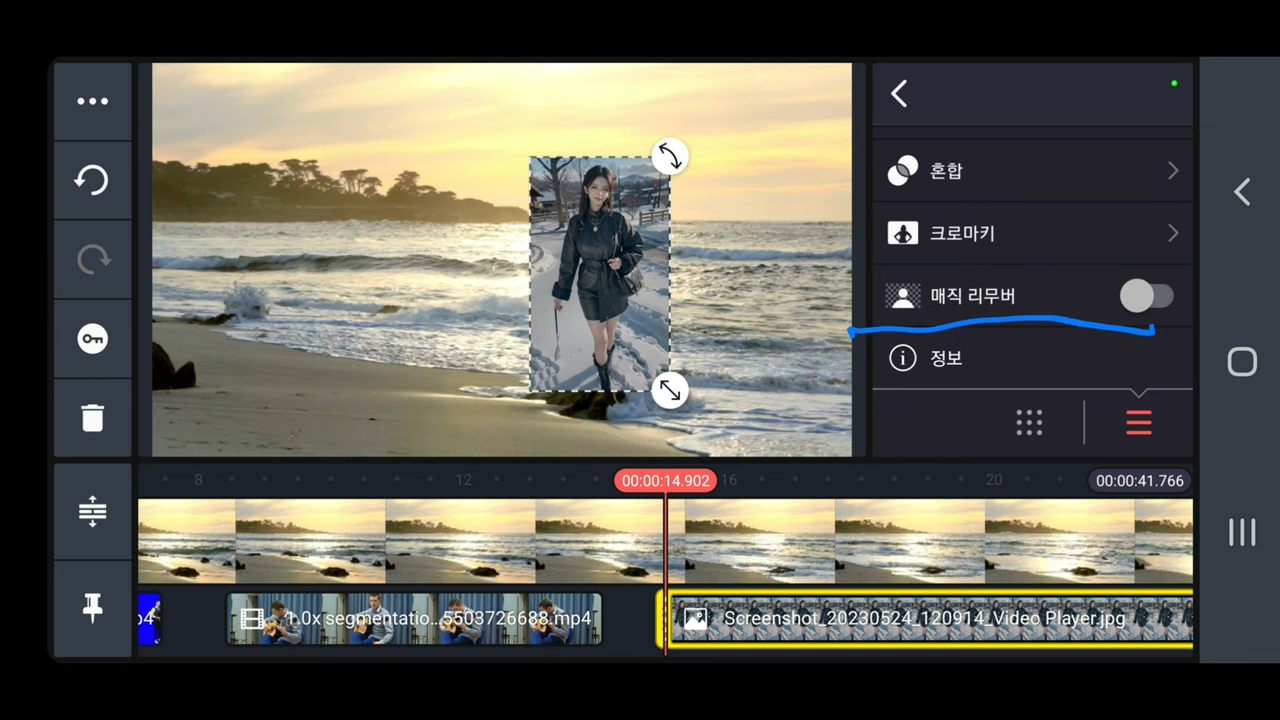 혼합
크로마키
매직 리무버
정보
8
12
00:00:14.902
16
20
00:00:41.766
p4
1.0x segmentatio...5503726688.mp4
Screenshot_20230524_120914_Video Player.jpg